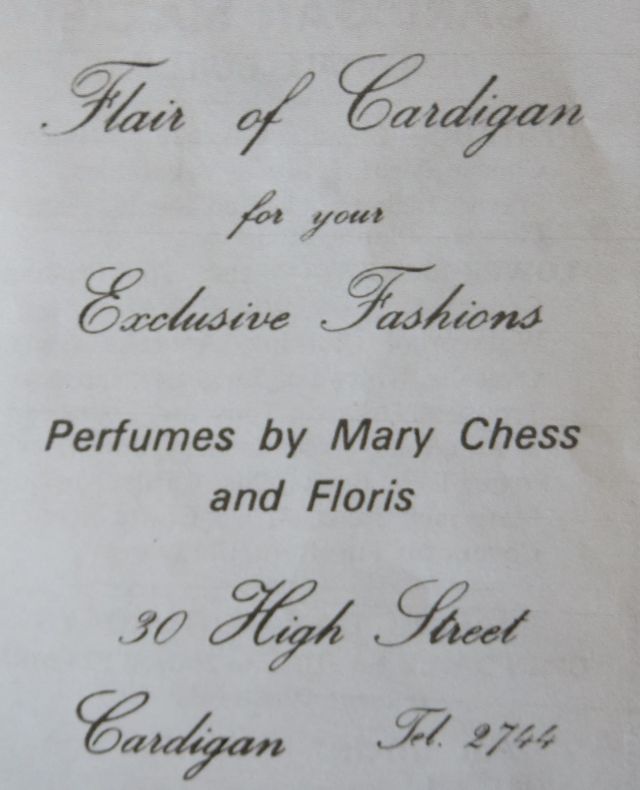 Flair of Cardigan
for your
Exclusive Fashions
Perfumes by Mary Chess
and Floris
30 High Street
Cardigan Tel. 2744